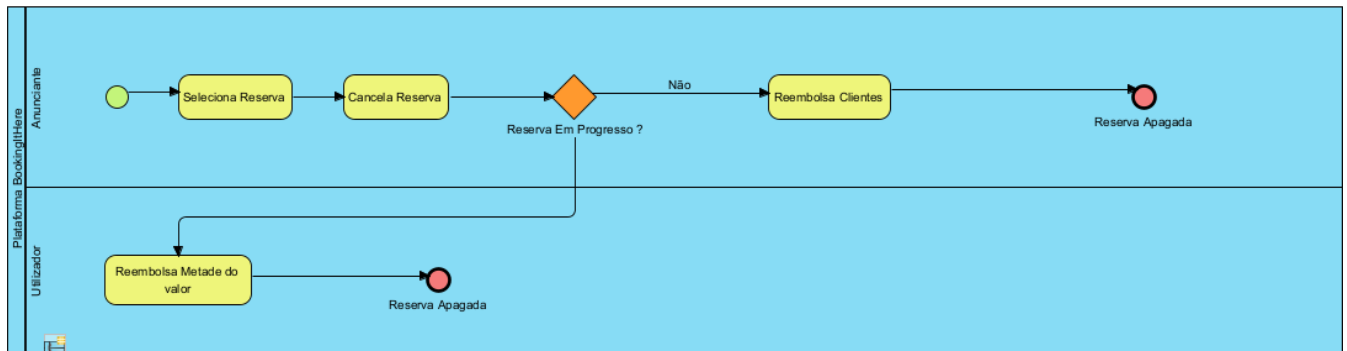 Plataforma BookingItHere
Anunciante
Seleciona Reserva
Cancela Reserva
Reserva Em Progresso ?
Não
Reembolsa Clientes
Reserva Apagada
Utilizador
Reembolsa Metade do
valor
Reserva Apagada